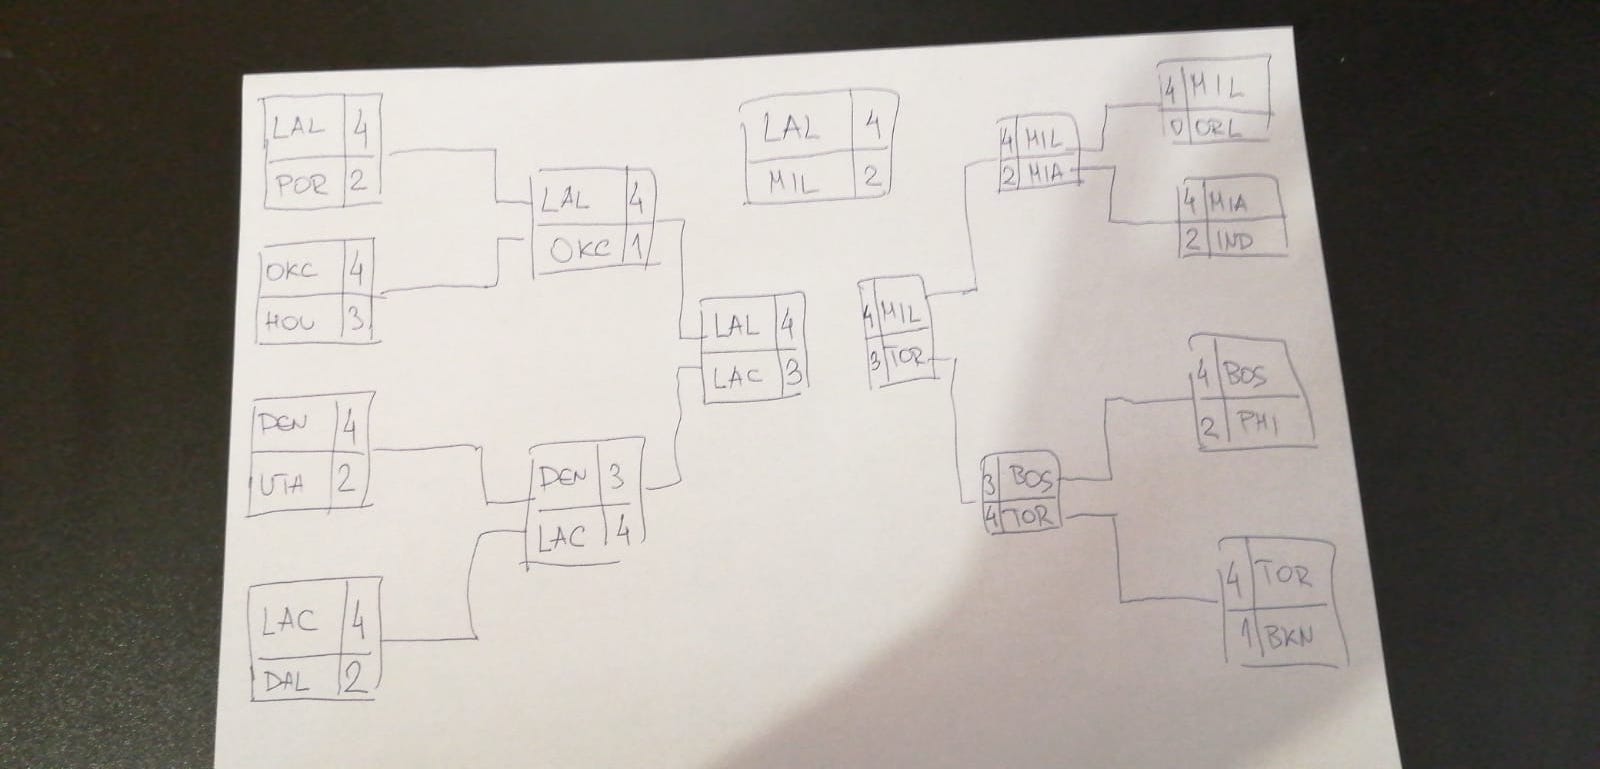 LAL 4
POR 2
OKC 4
HOU 3
DEN 4
UTA 2
LAC 4
DAL 2
LAL 4
OKC 1
DEN 3
LAC 4
LAL 4
LAC 3
LAL 4
MIL 2
4 MIL
3 TOR
4 MIL
2 MIA
3 BOS
4 TOR
4 MIL
0 ORL
4 MIA
2 IND
4 BOS
2 PHI
4 TOR
1 BKN